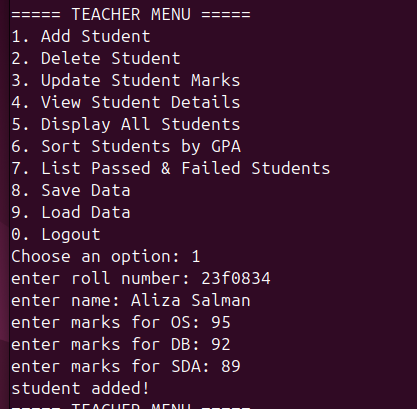 ===== TEACHER MENU =====
1. Add Student
2. Delete Student
3. Update Student Marks
4. View Student Details
5. Display All Students
6. Sort Students by GPA
7. List Passed & Failed Students
8. Save Data
9. Load Data
0. Logout
Choose an option: 1
enter roll number: 23f0834
enter name: Aliza Salman
enter marks for OS: 95
enter marks for DB: 92
enter marks for SDA: 89
student added!
===== TEACHER MENU =====